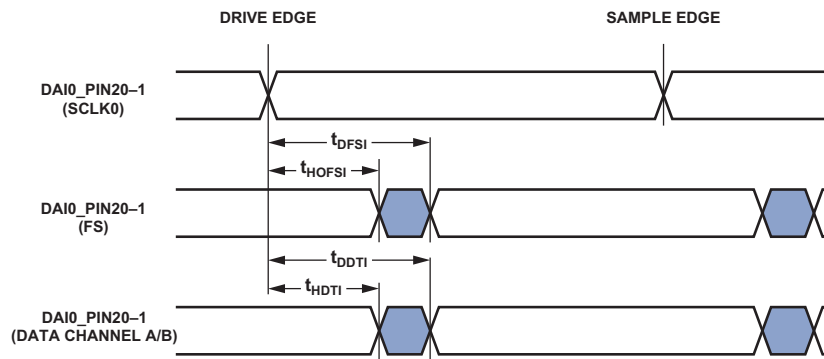 DRIVE EDGE
SAMPLE EDGE
DAI0_PIN20–1
(SCLK0)
tDFSI
tHOFSI
DAI0_PIN20–1
(FS)
tDDTI
tHDTI
DAI0_PIN20–1
(DATA CHANNEL A/B)